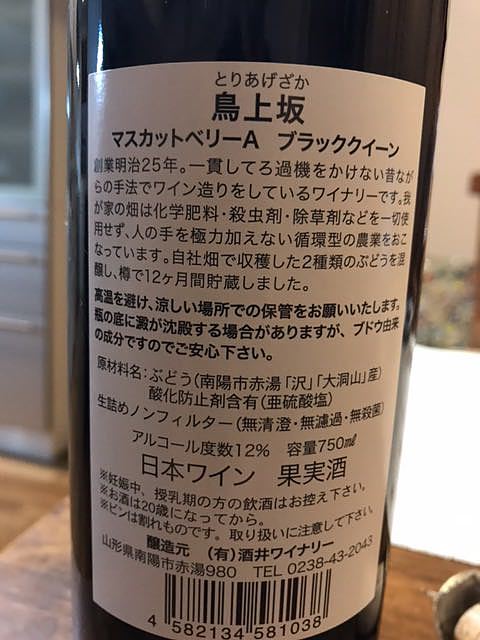 とりあげざか
鳥上坂
マスカットベリーA　ブラッククイーン
創業明治25年。一貫してろ過機をかけない昔なが
らの手法でワイン造りをしているワイナリーです。我
が家の畑は化学肥料・殺虫剤・除草剤などを一切使
用せず、人の手を極力加えない循環型の農業をおこ
なっています。自社畑で収穫した2種類のぶどうを混
醸し、樽で12ヶ月間貯蔵しました。
高温を避け、涼しい場所での保管をお願いいたします。
瓶の底に澱が沈殿する場合がありますが、ブドウ由来
の成分ですのでご安心下さい。
原材料名：ぶどう（南陽市赤湯「沢」「大洞山」産）
酸化防止剤含有（亜硫酸塩）
生詰めノンフィルター（無清澄・無濾過・無殺菌）
アルコール度数12%　容量750㎖
日本ワイン　果実酒
※妊娠中、授乳期の方の飲酒はお控え下さい。
※お酒は20歳になってから。
※ビンは割れものです。取り扱いに注意して下さい。
醸造元　（有）酒井ワイナリー
山形県南陽市赤湯980　TEL 0238-43-2043
4 582134 581038